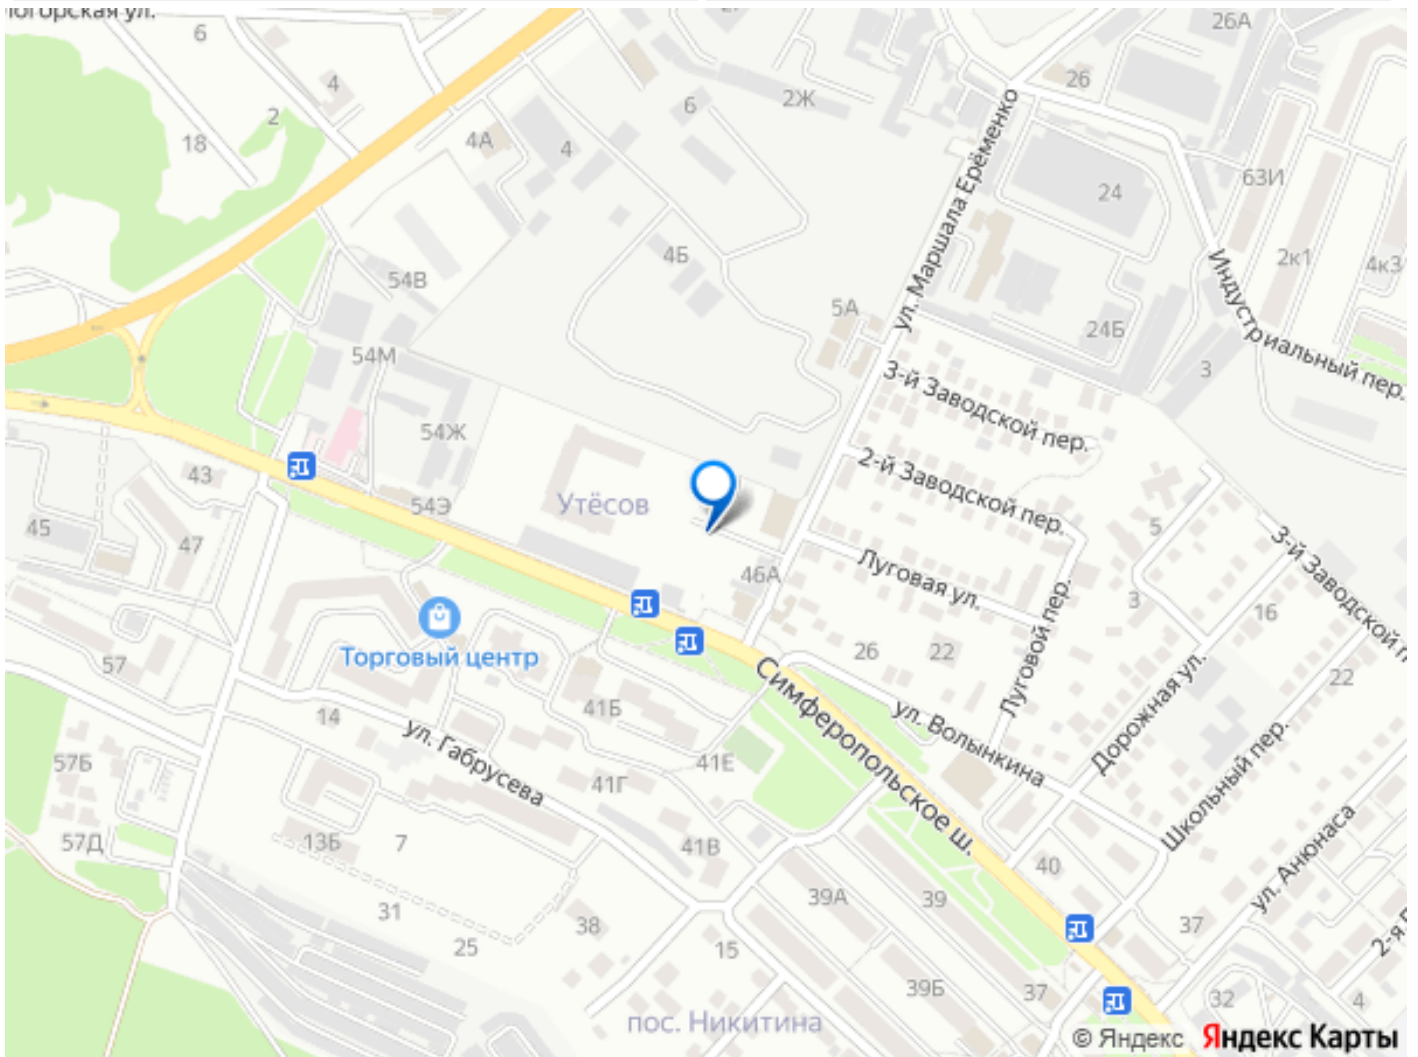 6
26А
4
26
2Ж
6
2
4А
4
18
63И
24
ул. Маршала Ерёменко
2к1
4к3
4Б
54В
Индустриальный пер.
5А
24Б
54М
3
3-й Заводской пер.
54Ж
2-й Заводской пер.
43
54Э
Утёсов
45
47
5
46А
Луговая ул.
3
16
3-й Заводской п
Луговой пер.
Торговый центр
57
26
22
22
Симферопольское ш.
ул. Волынкина
Дорожная ул.
14
41Б
ул. Габрусева
57Б
41Е
41Г
Школьный пер.
57Д
13Б
7
41В
40
ул. Анюнаса
39А
39
31
25
38
15
37
2-я
39Б
37
32
4
пос. Никитина
© Яндекс Яндекс Карты